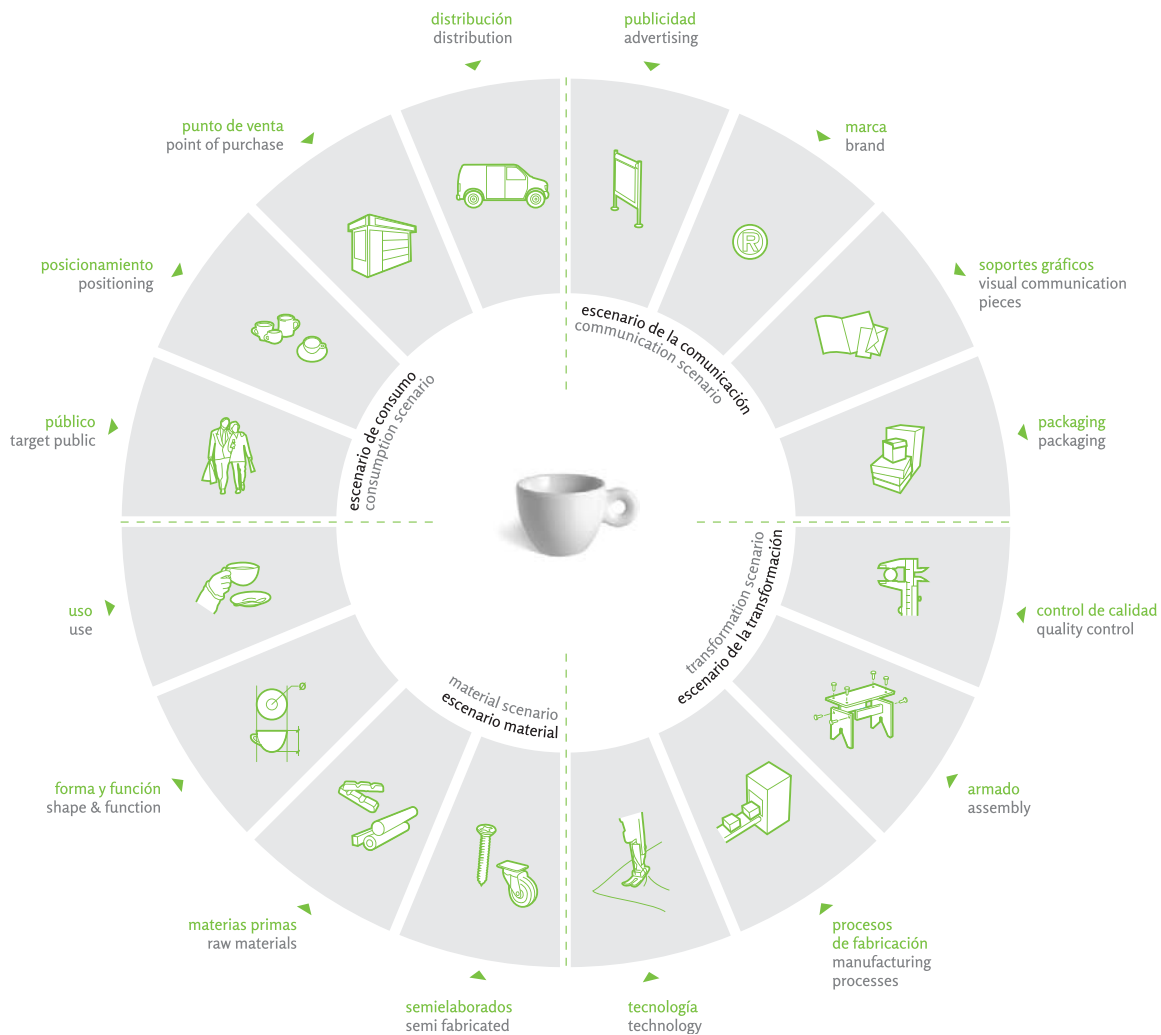 distribución
distribution
publicidad
advertising
marca
brand
soportes gráficos
visual communication
pieces
packaging
packaging
control de calidad
quality control
armado
assembly
procesos
de fabricación
manufacturing
processes
tecnología
technology
semielaborados
semi fabricated
materias primas
raw materials
forma y función
shape & function
uso
use
público
target public
posicionamiento
positioning
punto de venta
point of purchase
escenario de la comunicación
communication scenario
transformation scenario
escenario de la transformación
material scenario
escenario material
escenario de consumo
consumption scenario
R
Ø